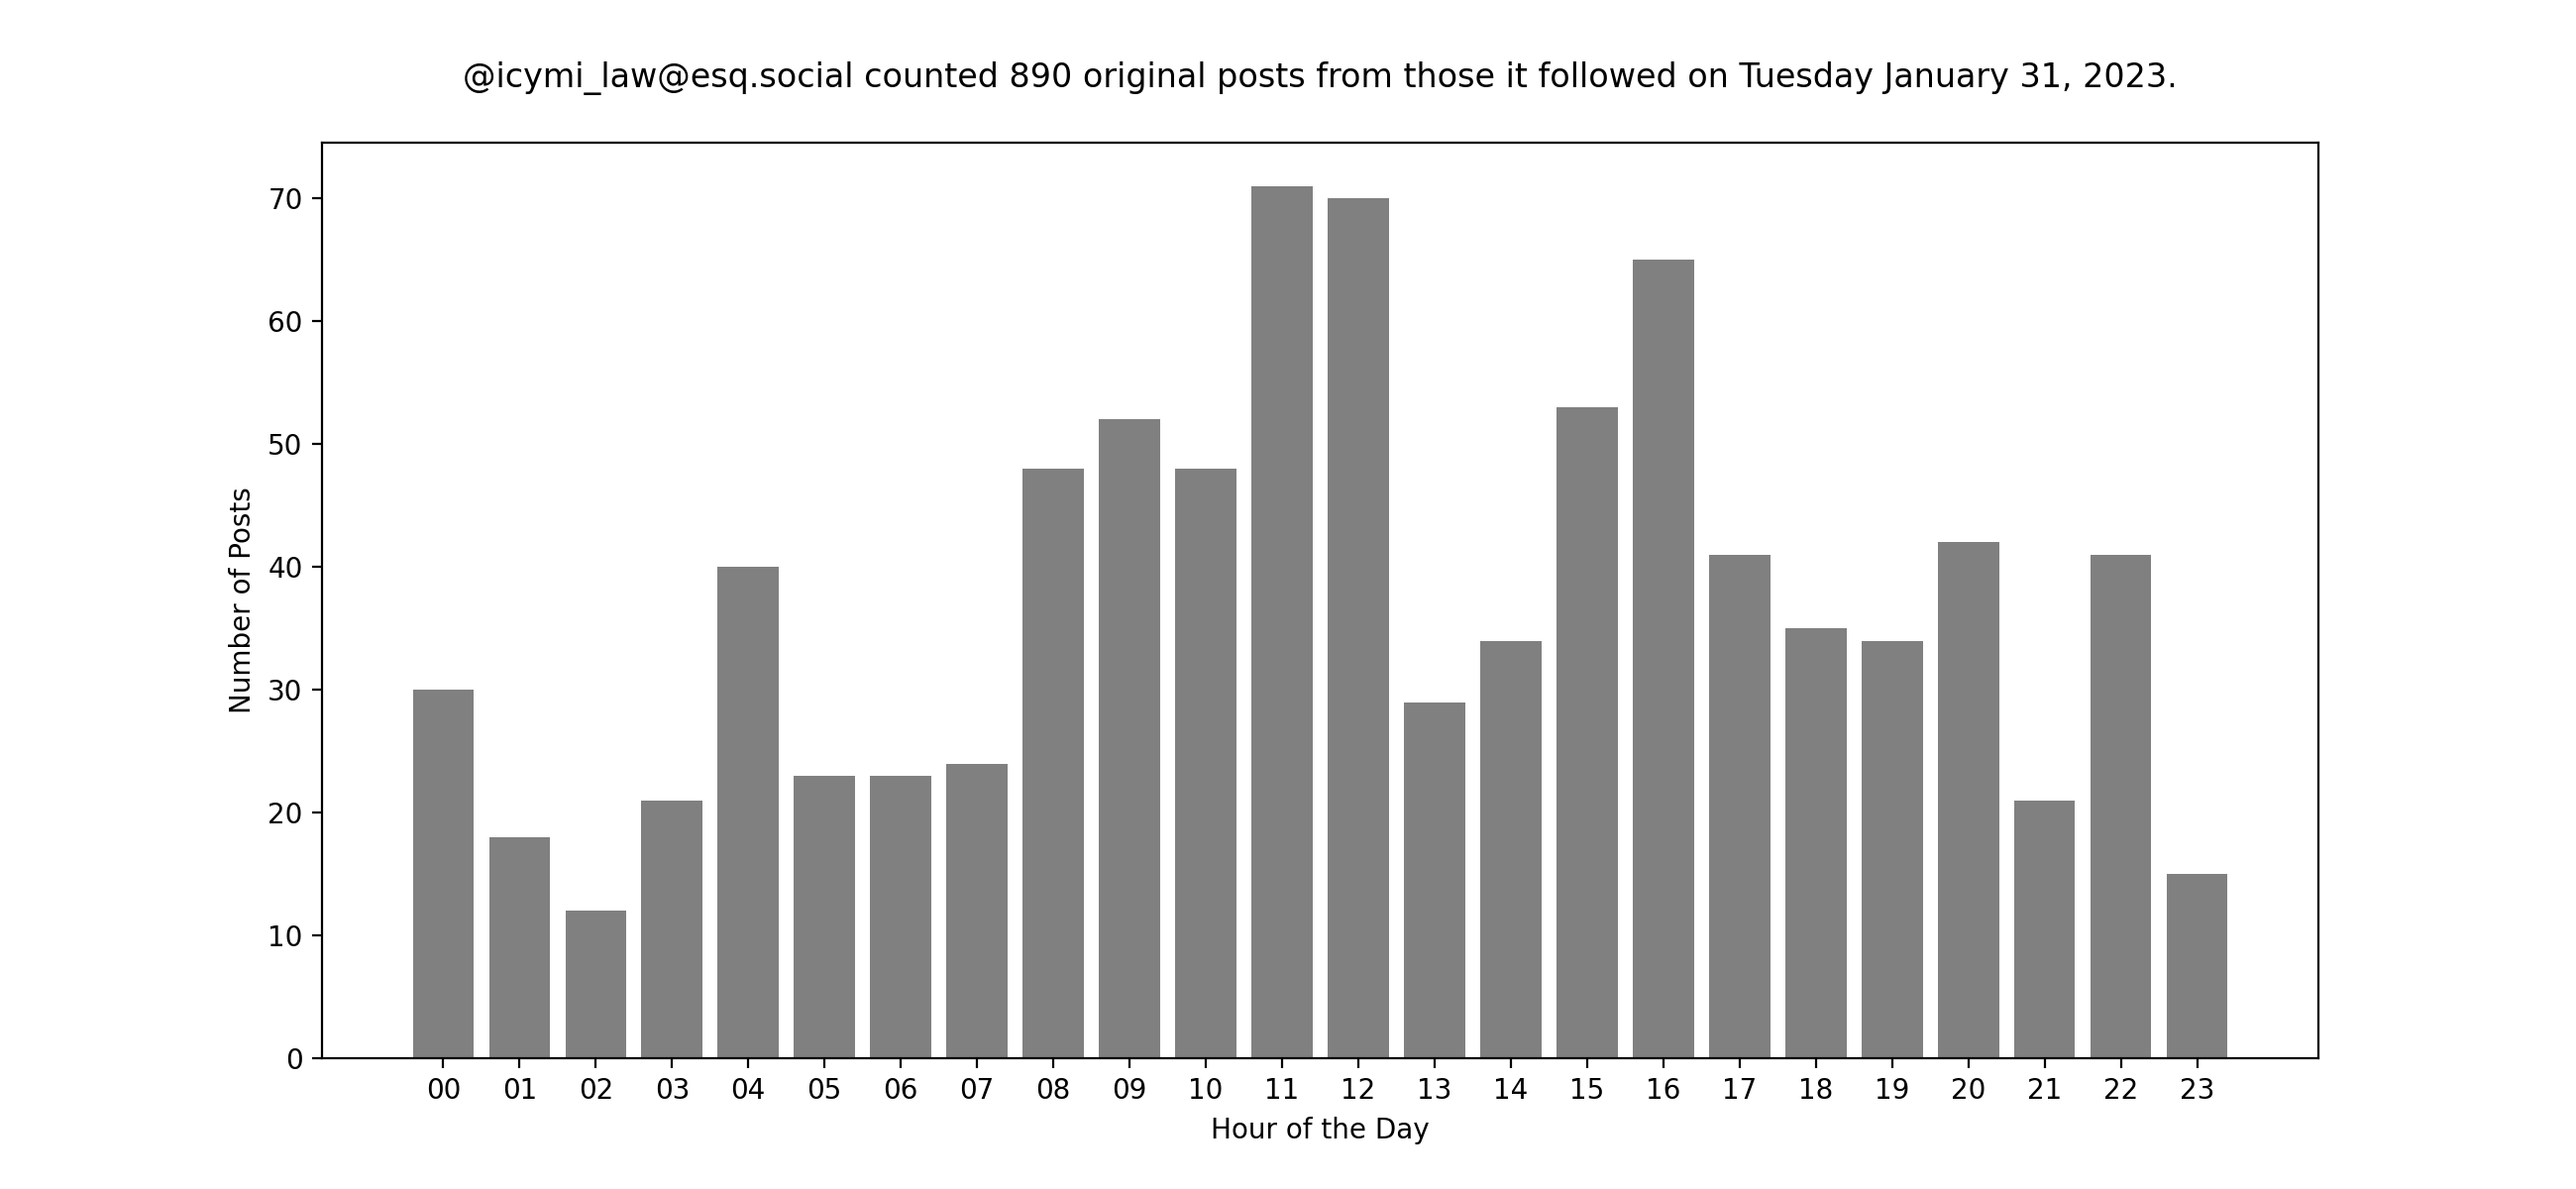 @icymi_law@esq.social counted 890 original posts from those it followed on Tuesday January 31, 2023.
70
60
50
40
30
20
10
0
Number of Posts
00 01 02 03 04 05 06 07 08 09 10 11 12 13 14 15 16 17 18 19 20 21 22 23
Hour of the Day